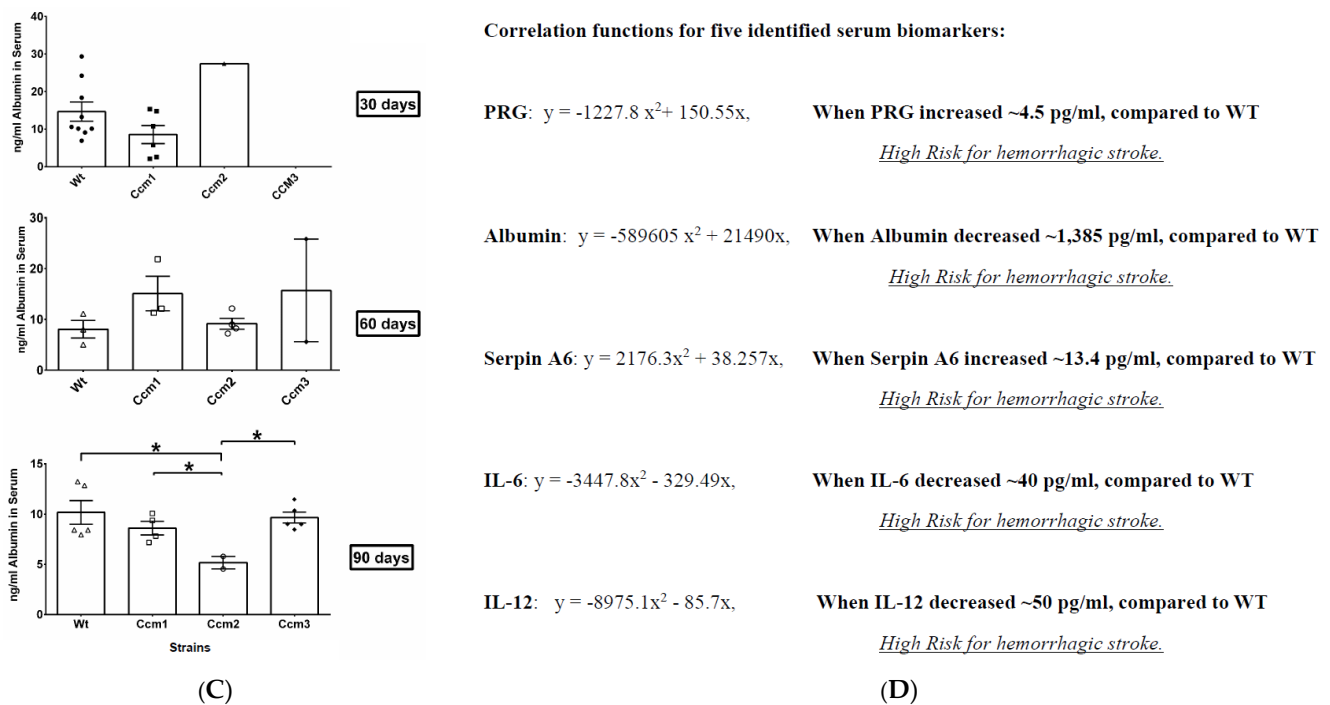 ng/ml Albumin in Serum
40
30
20
10
0
Wt
Ccm1
Ccm2
CCM3
30 days
ng/ml Albumin in Serum
30
20
10
0
Wt
Ccm1
Ccm2
Ccm3
60 days
ng/ml Albumin in Serum
15
10
5
0
*
*
*
Wt
Ccm1
Ccm2
Ccm3
Strains
90 days
(C)
Correlation functions for five identified serum biomarkers:
PRG: y = -1227.8 x²+ 150.55x, When PRG increased ~4.5 pg/ml, compared to WT
High Risk for hemorrhagic stroke.
Albumin: y = -589605 x² + 21490x, When Albumin decreased ~1,385 pg/ml, compared to WT
High Risk for hemorrhagic stroke.
Serpin A6: y = 2176.3x² + 38.257x, When Serpin A6 increased ~13.4 pg/ml, compared to WT
High Risk for hemorrhagic stroke.
IL-6: y = -3447.8x² - 329.49x, When IL-6 decreased ~40 pg/ml, compared to WT
High Risk for hemorrhagic stroke.
IL-12: y = -8975.1x² - 85.7x, When IL-12 decreased ~50 pg/ml, compared to WT
High Risk for hemorrhagic stroke.
(D)